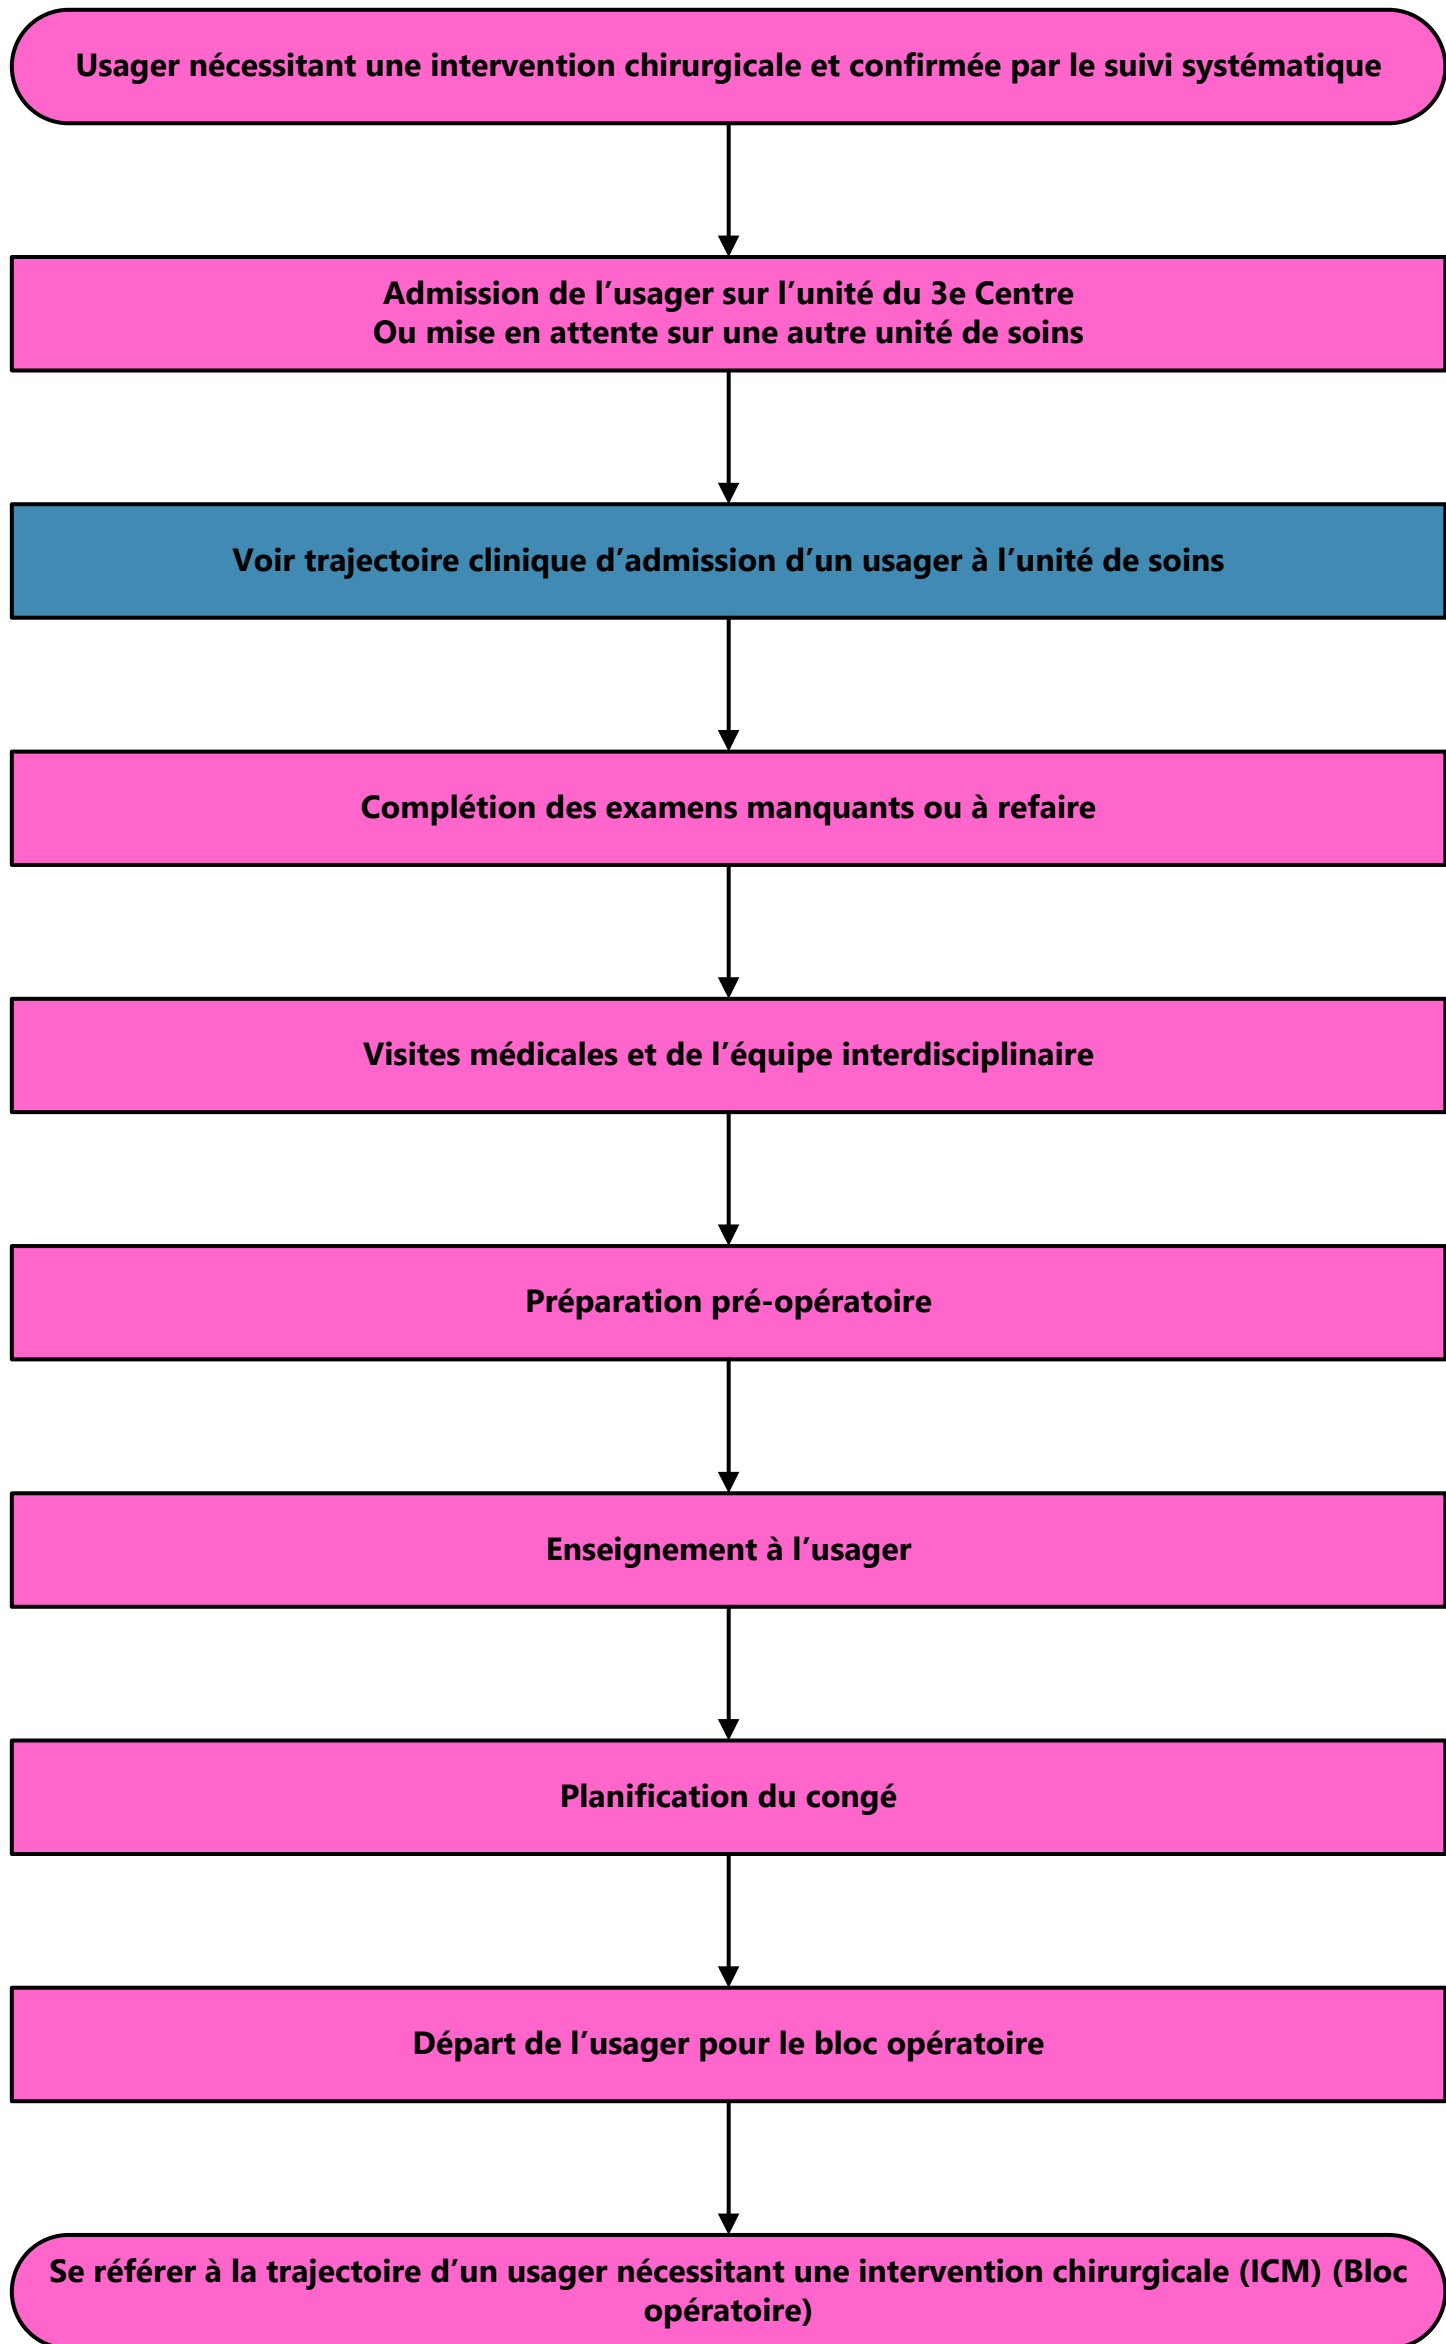 Usager nécessitant une intervention chirurgicale et confirmée par le suivi systématique
Admission de l’usager sur l’unité du 3e Centre
Ou mise en attente sur une autre unité de soins
Voir trajectoire clinique d’admission d’un usager à l’unité de soins
Complétion des examens manquants ou à refaire
Visites médicales et de l’équipe interdisciplinaire
Préparation pré-opératoire
Enseignement à l’usager
Planification du congé
Départ de l’usager pour le bloc opératoire
Se référer à la trajectoire d’un usager nécessitant une intervention chirurgicale (ICM) (Bloc
opératoire)